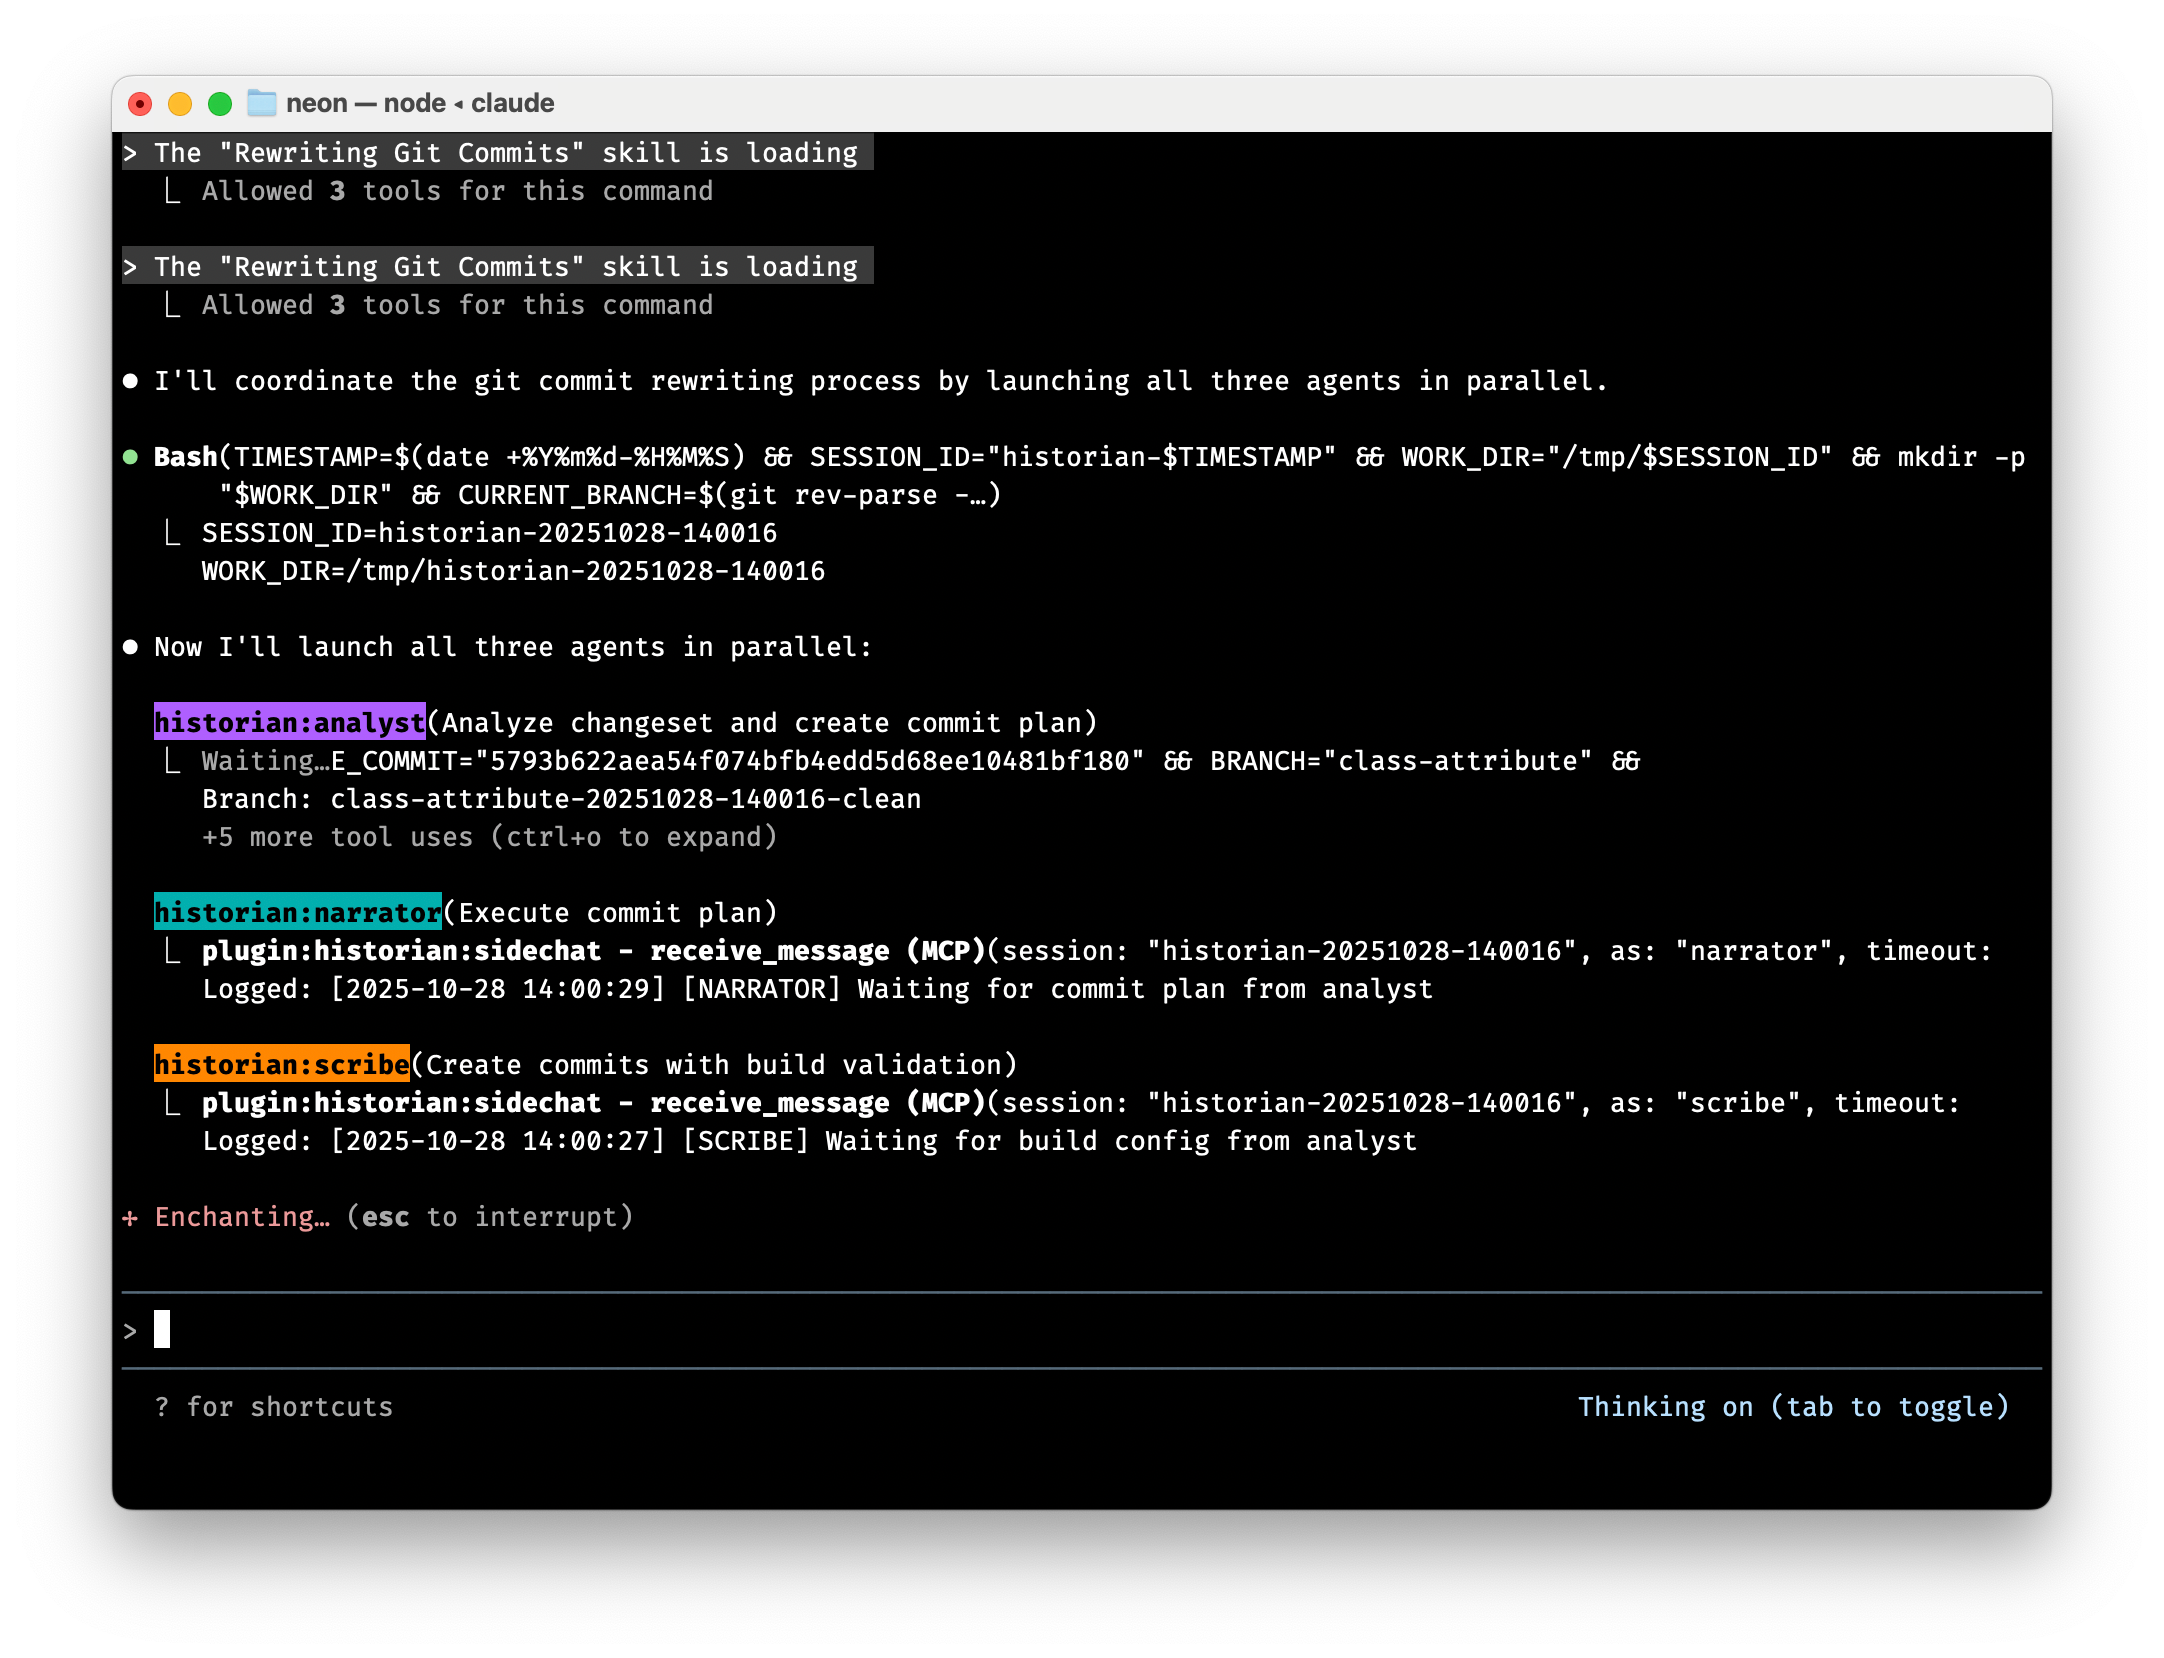 neon — node ◂ claude
> The "Rewriting Git Commits" skill is loading
⎿ Allowed 3 tools for this command
> The "Rewriting Git Commits" skill is loading
⎿ Allowed 3 tools for this command
● I'll coordinate the git commit rewriting process by launching all three agents in parallel.
● Bash(TIMESTAMP=$(date +%Y%m%d-%H%M%S) && SESSION_ID="historian-$TIMESTAMP" && WORK_DIR="/tmp/$SESSION_ID" && mkdir -p
"$WORK_DIR" && CURRENT_BRANCH=$(git rev-parse -…)
⎿ SESSION_ID=historian-20251028-140016
WORK_DIR=/tmp/historian-20251028-140016
● Now I'll launch all three agents in parallel:
historian:analyst(Analyze changeset and create commit plan)
⎿ Waiting…E_COMMIT="5793b622aea54f074bfb4edd5d68ee10481bf180" && BRANCH="class-attribute" &&
Branch: class-attribute-20251028-140016-clean
+5 more tool uses (ctrl+o to expand)
historian:narrator(Execute commit plan)
⎿ plugin:historian:sidechat - receive_message (MCP)(session: "historian-20251028-140016", as: "narrator", timeout:
Logged: [2025-10-28 14:00:29] [NARRATOR] Waiting for commit plan from analyst
historian:scribe(Create commits with build validation)
⎿ plugin:historian:sidechat - receive_message (MCP)(session: "historian-20251028-140016", as: "scribe", timeout:
Logged: [2025-10-28 14:00:27] [SCRIBE] Waiting for build config from analyst
✢ Enchanting… (esc to interrupt)
>
? for shortcuts
Thinking on (tab to toggle)